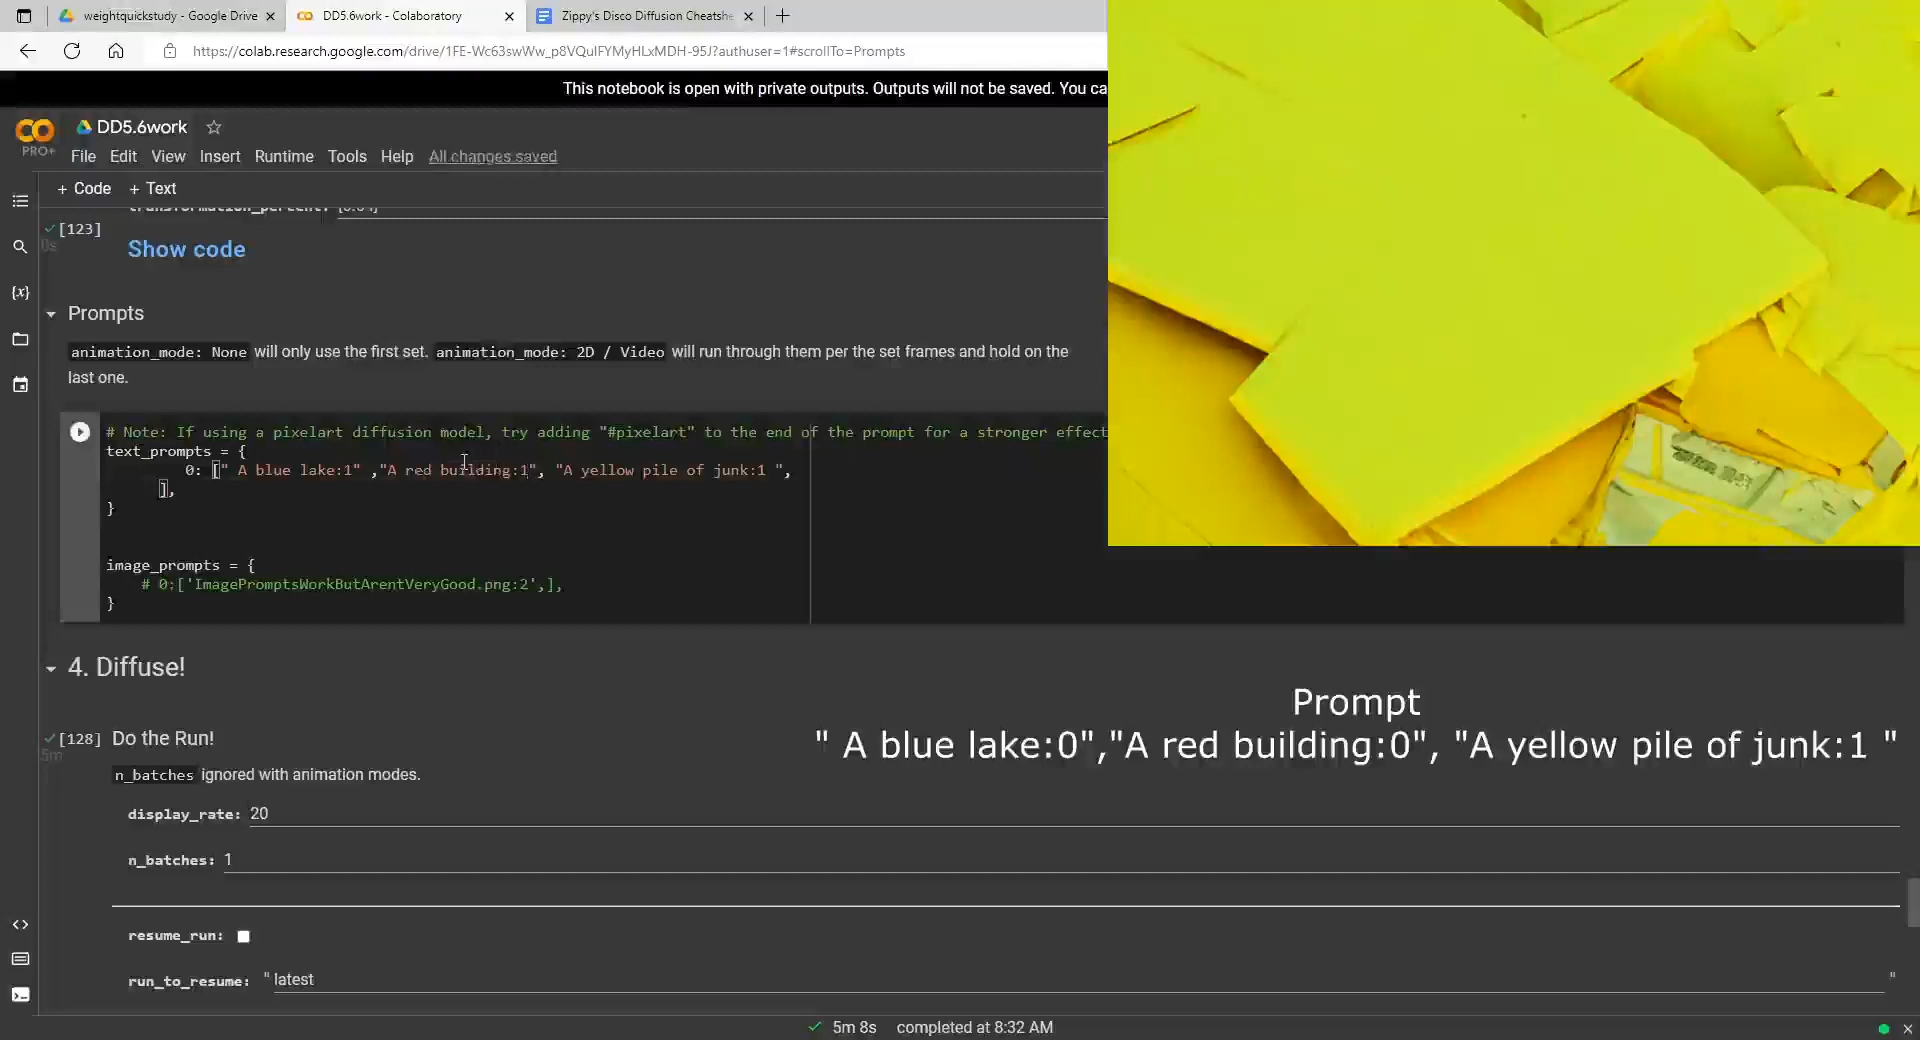 weightquickstudy - Google Drive
DD5.6work - Colaboratory
Zippy's Disco Diffusion Cheatshe
https://colab.research.google.com/drive/1FE-Wc63swWw_p8VQulFYMyHLxMDH-95J?authuser=1#scrollTo=Prompts
This notebook is open with private outputs. Outputs will not be saved. You ca
CO
PRO+
DD5.6work
File Edit View Insert Runtime Tools Help All changes saved
+ Code + Text
transformation_percent: [0.04]
[123]
0s
Show code
Prompts
animation_mode: None will only use the first set. animation_mode: 2D / Video will run through them per the set frames and hold on the
last one.
# Note: If using a pixelart diffusion model, try adding "#pixelart" to the end of the prompt for a stronger effect
text_prompts = {
0: [" A blue lake:1" ,"A red building:1", "A yellow pile of junk:1 ",
],
}
image_prompts = {
# 0:['ImagePromptsWorkButArentVeryGood.png:2',],
}
4. Diffuse!
Prompt
" A blue lake:0","A red building:0", "A yellow pile of junk:1 "
[128] Do the Run!
5m
n_batches ignored with animation modes.
display_rate: 20
n_batches: 1
resume_run:
run_to_resume: " latest "
5m 8s completed at 8:32 AM